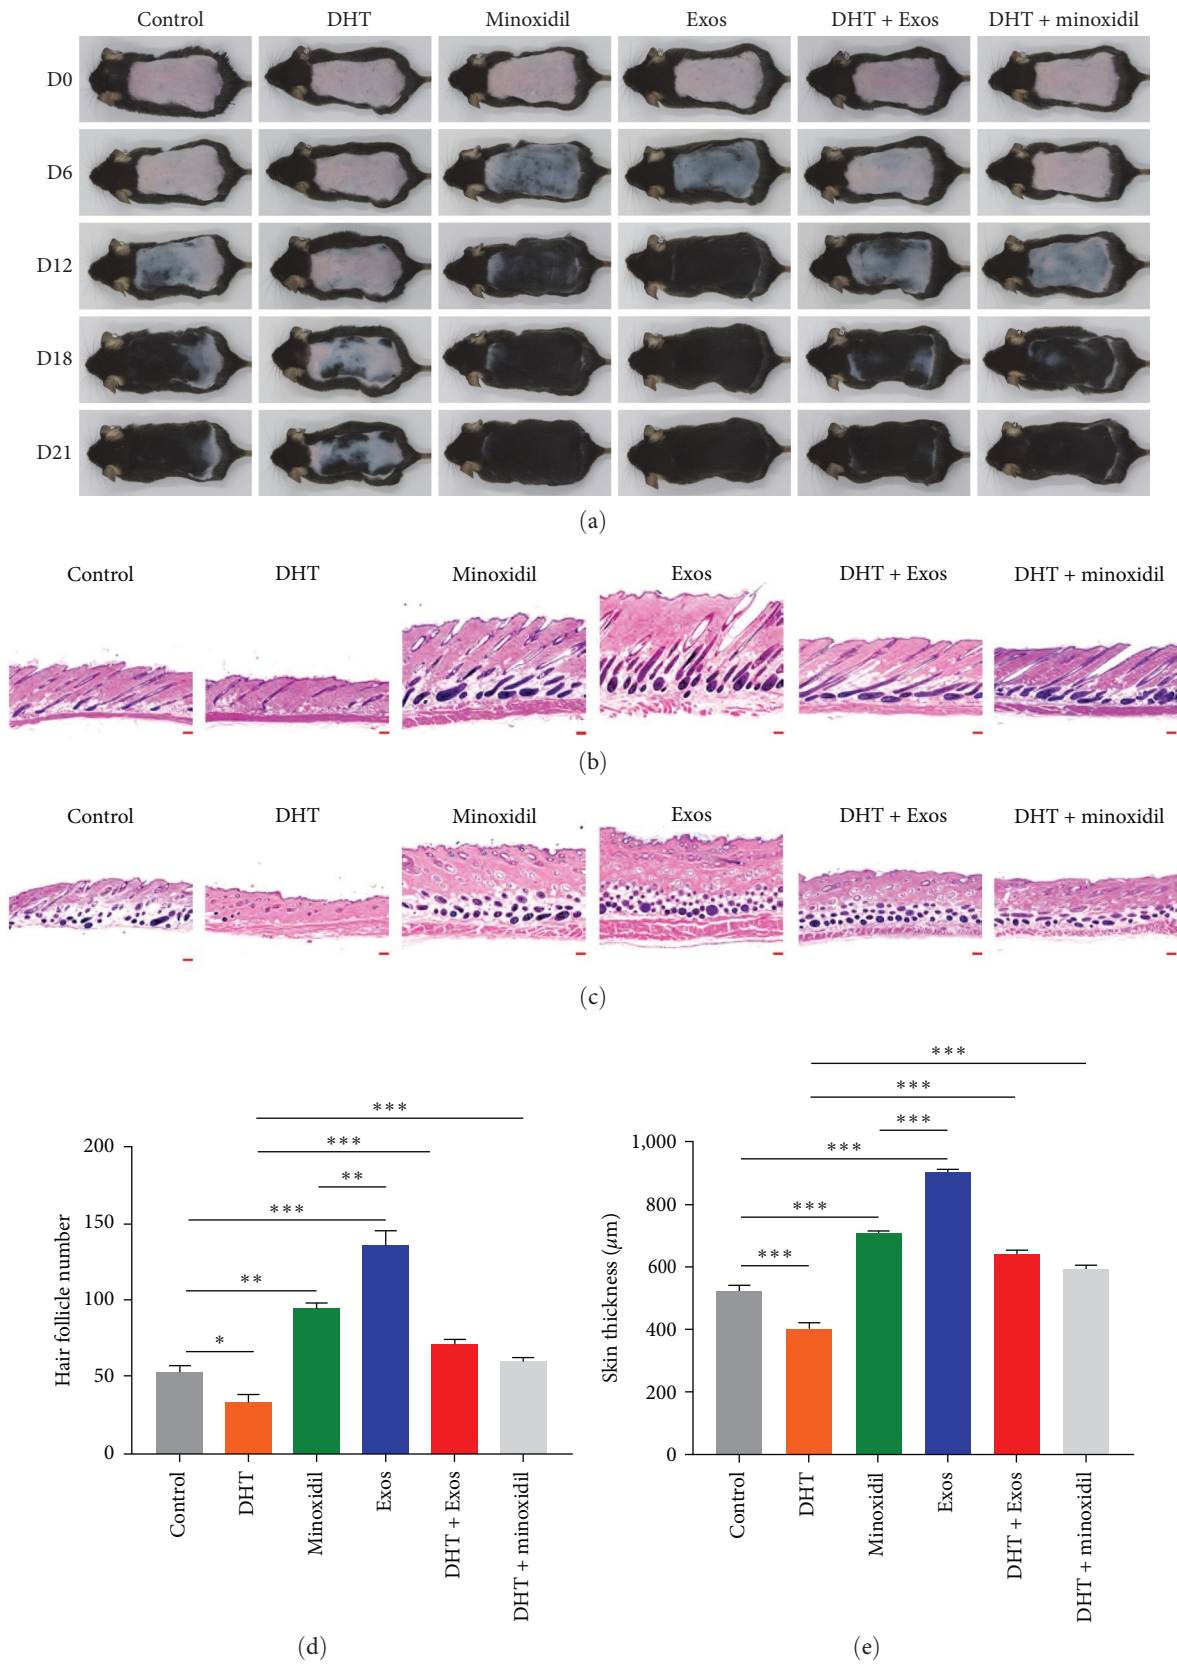 Control DHT Minoxidil Exos DHT + Exos DHT + minoxidil
D0
D6
D12
D18
D21
(a)
Control DHT Minoxidil Exos DHT + Exos DHT + minoxidil
(b)
Control DHT Minoxidil Exos DHT + Exos DHT + minoxidil
(c)
Hair follicle number
200
150
100
50
0
***
***
**
***
**
*
Control
DHT
Minoxidil
Exos
DHT + Exos
DHT + minoxidil
(d)
Skin thickness (μm)
1,000
800
600
400
200
0
***
***
***
***
***
***
Control
DHT
Minoxidil
Exos
DHT + Exos
DHT + minoxidil
(e)